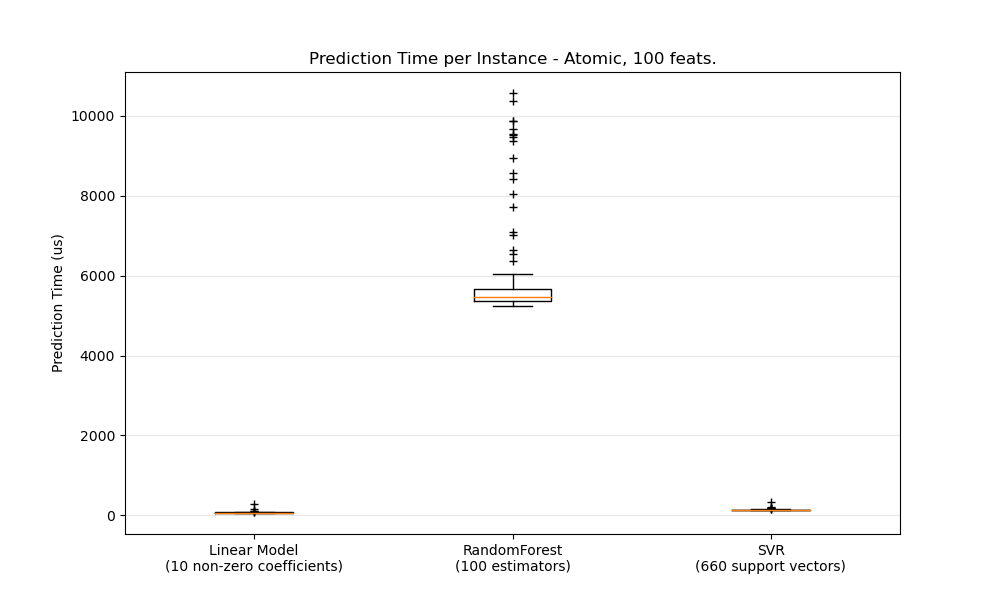 Prediction Time per Instance - Atomic, 100 feats.
Prediction Time (us)
10000
8000
6000
4000
2000
0
Linear Model
(10 non-zero coefficients)
RandomForest
(100 estimators)
SVR
(660 support vectors)